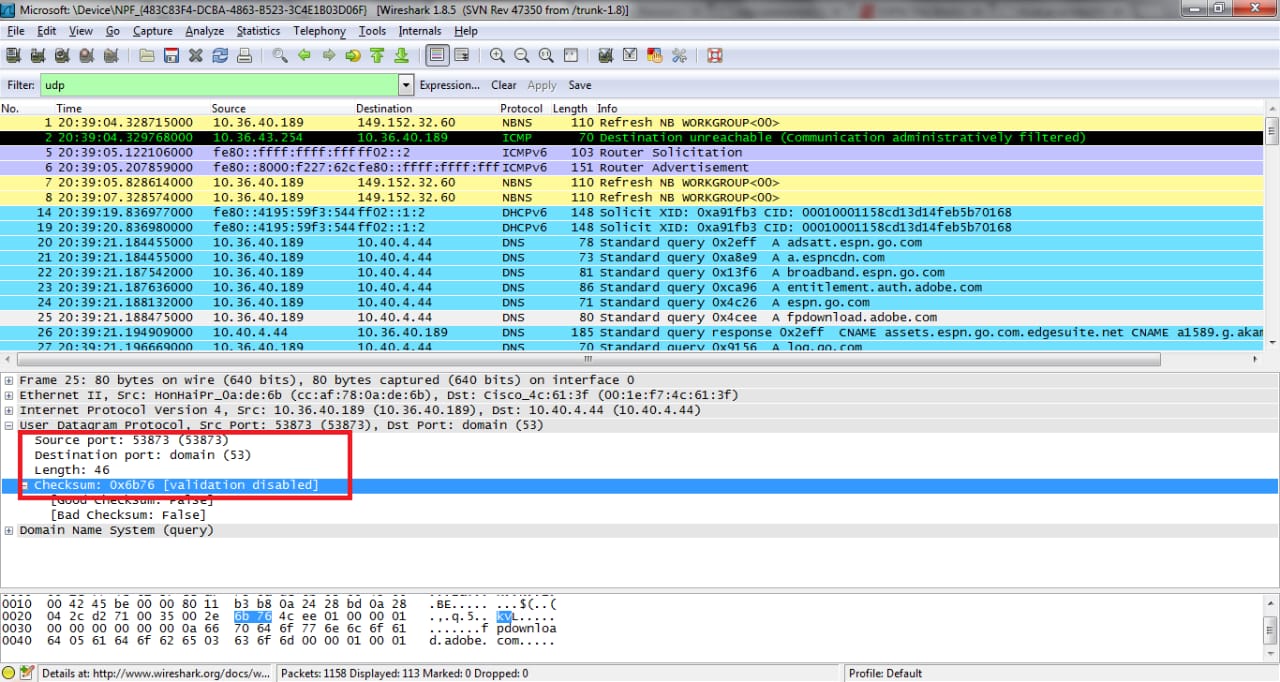 Microsoft: \Device\NPF_{483C83F4-DCBA-4863-B523-3C4E1B03D06F} [Wireshark 1.8.5 (SVN Rev 47350 from /trunk-1.8)]
File Edit View Go Capture Analyze Statistics Telephony Tools Internals Help
Filter: udp Expression... Clear Apply Save
No. Time Source Destination Protocol Length Info
1 20:39:04.328715000 10.36.40.189 149.152.32.60 NBNS 110 Refresh NB WORKGROUP<00>
2 20:39:04.329768000 10.36.43.254 10.36.40.189 ICMP 70 Destination unreachable (Communication administratively filtered)
5 20:39:05.122106000 fe80::ffff:ffff:fff ff02::2 ICMPv6 103 Router Solicitation
6 20:39:05.207859000 fe80::8000:f227:62c fe80::ffff:ffff:fff ICMPv6 151 Router Advertisement
7 20:39:05.828614000 10.36.40.189 149.152.32.60 NBNS 110 Refresh NB WORKGROUP<00>
8 20:39:07.328574000 10.36.40.189 149.152.32.60 NBNS 110 Refresh NB WORKGROUP<00>
14 20:39:19.836977000 fe80::4195:59f3:544 ff02::1:2 DHCPv6 148 Solicit XID: 0xa91fb3 CID: 00010001158cd13d14feb5b70168
19 20:39:20.836980000 fe80::4195:59f3:544 ff02::1:2 DHCPv6 148 Solicit XID: 0xa91fb3 CID: 00010001158cd13d14feb5b70168
20 20:39:21.184455000 10.36.40.189 10.40.4.44 DNS 78 Standard query 0x2eff A adsatt.espn.go.com
21 20:39:21.184455000 10.36.40.189 10.40.4.44 DNS 73 Standard query 0xa8e9 A a.espncdn.com
22 20:39:21.187542000 10.36.40.189 10.40.4.44 DNS 81 Standard query 0x13f6 A broadband.espn.go.com
23 20:39:21.187636000 10.36.40.189 10.40.4.44 DNS 86 Standard query 0xca96 A entitlement.auth.adobe.com
24 20:39:21.188132000 10.36.40.189 10.40.4.44 DNS 71 Standard query 0x4c26 A espn.go.com
25 20:39:21.188475000 10.36.40.189 10.40.4.44 DNS 80 Standard query 0x4cee A fpdownload.adobe.com
26 20:39:21.194909000 10.40.4.44 10.36.40.189 DNS 185 Standard query response 0x2eff CNAME assets.espn.go.com.edgesuite.net CNAME a1589.g.akam
27 20:39:21.196669000 10.36.40.189 10.40.4.44 DNS 70 Standard query 0x9156 A log.go.com
Frame 25: 80 bytes on wire (640 bits), 80 bytes captured (640 bits) on interface 0
Ethernet II, Src: HonHaiPr_0a:de:6b (cc:af:78:0a:de:6b), Dst: Cisco_4c:61:3f (00:1e:f7:4c:61:3f)
Internet Protocol Version 4, Src: 10.36.40.189 (10.36.40.189), Dst: 10.40.4.44 (10.40.4.44)
User Datagram Protocol, Src Port: 53873 (53873), Dst Port: domain (53)
Source port: 53873 (53873)
Destination port: domain (53)
Length: 46
Checksum: 0x6b76 [validation disabled]
[Good Checksum: False]
[Bad Checksum: False]
Domain Name System (query)
0010 00 42 45 be 00 00 80 11 b3 b8 0a 24 28 bd 0a 28 .BE..... ...$(..(
0020 04 2c d2 71 00 35 00 2e 6b 76 4c ee 01 00 00 01 .,.q.5.. kvL.....
0030 00 00 00 00 00 00 0a 66 70 64 6f 77 6e 6c 6f 61 .......f pdownloa
0040 64 05 61 64 6f 62 65 03 63 6f 6d 00 00 01 00 01 d.adobe. com.....
Details at: http://www.wireshark.org/docs/w... Packets: 1158 Displayed: 113 Marked: 0 Dropped: 0 Profile: Default